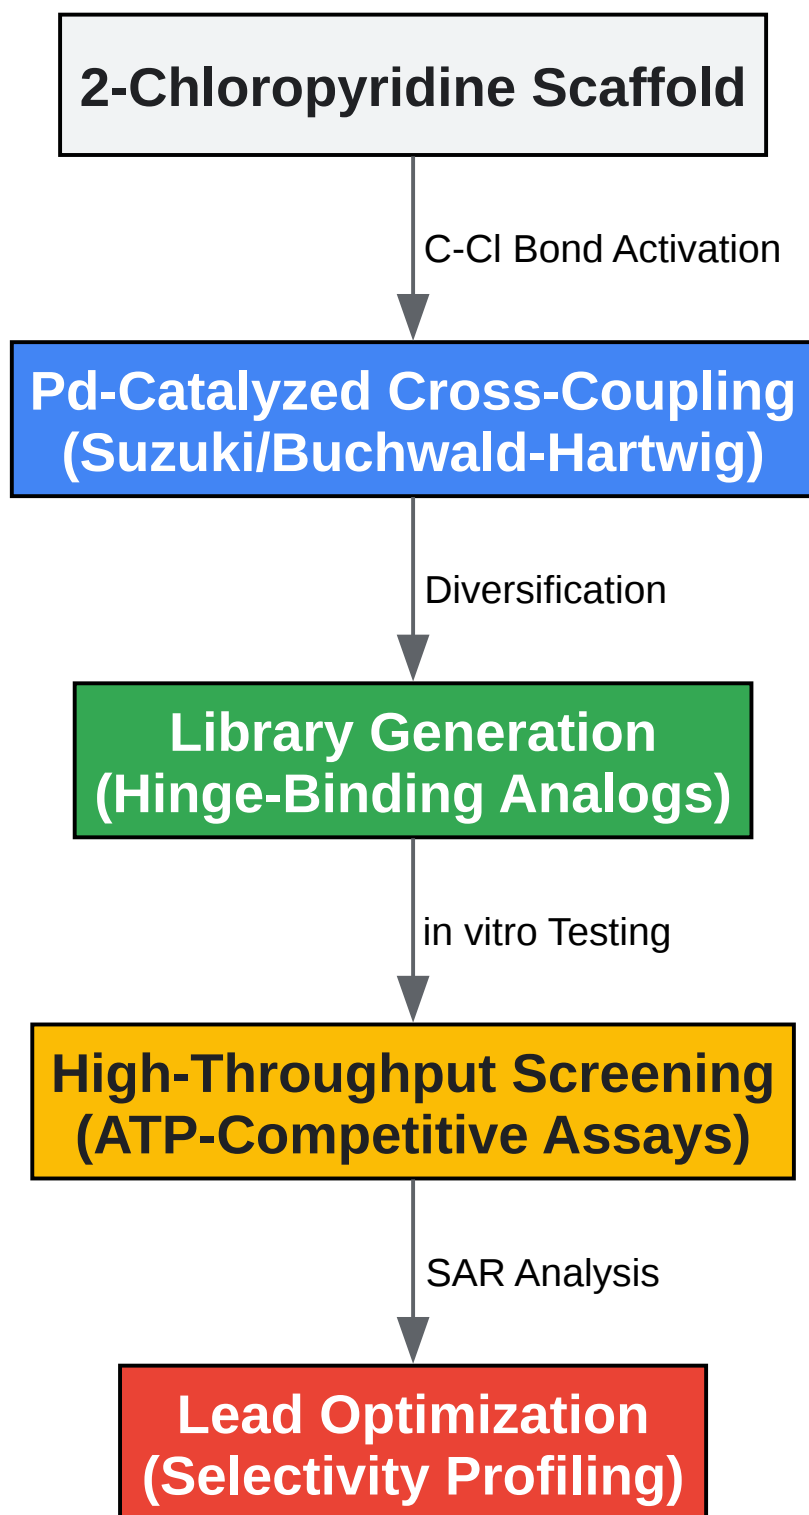 2-Chloropyridine Scaffold
C-Cl Bond Activation
Pd-Catalyzed Cross-Coupling
(Suzuki/Buchwald-Hartwig)
Diversification
Library Generation
(Hinge-Binding Analogs)
in vitro Testing
High-Throughput Screening
(ATP-Competitive Assays)
SAR Analysis
Lead Optimization
(Selectivity Profiling)